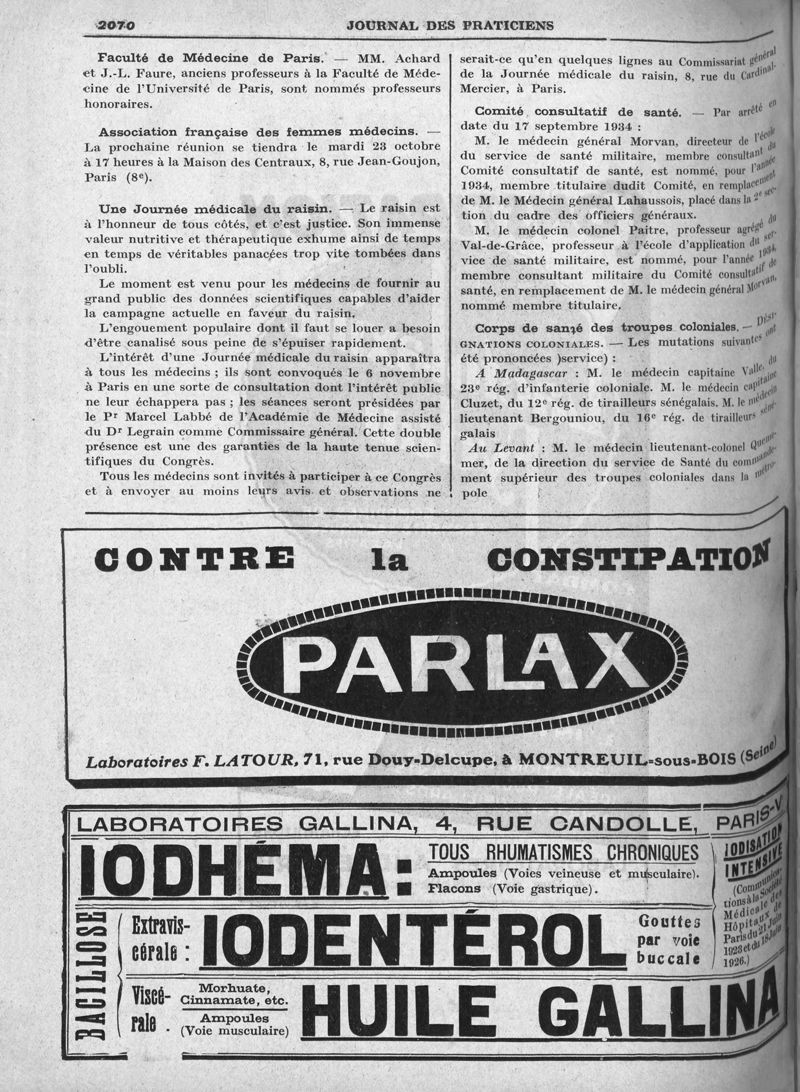 2070
JOURNAL DES PRATICIENS
Faculté de Médecine de Paris. — MM. Achard
et J.-L. Faure, anciens professeurs à la Faculté de Méde-
cine de l'Université de Paris, sont nommés professeurs
honoraires.
Association française des femmes médecins. —
La prochaine réunion se tiendra le mardi 23 octobre
à 17 heures à la Maison des Centraux, 8, rue Jean-Goujon,
Paris (8e).
Une Journée médicale du raisin. — Le raisin est
à l'honneur de tous côtés, et c'est justice. Son immense
valeur nutritive et thérapeutique exhume ainsi de temps
en temps de véritables panacées trop vite tombées dans
l'oubli.
Le moment est venu pour les médecins de fournir au
grand public des données scientifiques capables d'aider
la campagne actuelle en faveur du raisin.
L'engouement populaire dont il faut se louer a besoin
d'être canalisé sous peine de s'épuiser rapidement.
L'intérêt d'une Journée médicale du raisin apparaîtra
à tous les médecins ; ils sont convoqués le 6 novembre
à Paris en une sorte de consultation dont l'intérêt public
ne leur échappera pas ; les séances seront présidées par
le Pr Marcel Labbé de l'Académie de Médecine assisté
du Dr Legrain comme Commissaire général. Cette double
présence est une des garanties de la haute tenue scien-
tifiques du Congrès.
Tous les médecins sont invités à participer à ce Congrès
et à envoyer au moins leurs avis et observations ne
serait-ce qu'en quelques lignes au Commissariat général
de la Journée médicale du raisin, 8, rue du Cardinal-
Mercier, à Paris.
Comité consultatif de santé. — Par arrêté en
date du 17 septembre 1934 :
M. le médecin général Morvan, directeur de l'école
du service de santé militaire, membre consultant du
Comité consultatif de santé, est nommé, pour l'année
1934, membre titulaire dudit Comité, en remplacement
de M. le Médecin général Lahaussois, placé dans la 2e sec-
tion du cadre des officiers généraux.
M. le médecin colonel Paitre, professeur agrégé du
Val-de-Grâce, professeur à l'école d'application du ser-
vice de santé militaire, est nommé, pour l'année 1934,
membre consultant militaire du Comité consultatif de
santé, en remplacement de M. le médecin général Morvan,
nommé membre titulaire.
Corps de santé des troupes coloniales. — DÉSI-
GNATIONS COLONIALES. — Les mutations suivantes ont
été prononcées )service) :
A Madagascar : M. le médecin capitaine Valle, du
23e rég. d'infanterie coloniale. M. le médecin capitaine
Cluzet, du 12e rég. de tirailleurs sénégalais. M. le médecin
lieutenant Bergouniou, du 16e rég. de tirailleurs séné-
galais
Au Levant : M. le médecin lieutenant-colonel Quemé-
mer, de la direction du service de Santé du commande-
ment supérieur des troupes coloniales dans la métro-
pole
CONTRE la CONSTIPATION
PARLAX
Laboratoires F. LATOUR, 71, rue Douy-Delcupe, à MONTREUIL-sous-BOIS (Seine)
LABORATOIRES GALLINA, 4, RUE CANDOLLE, PARIS-V
IODHÉMA :
TOUS RHUMATISMES CHRONIQUES
Ampoules (Voies veineuse et musculaire).
Flacons (Voie gastrique).
BACILLOSE
Extravis-
cérale :
IODENTÉROL
Gouttes
par voie
buccale
Viscé-
rale .
Morhuate,
Cinnamate, etc.
Ampoules
(Voie musculaire)
HUILE GALLINA
IODISATION
INTENSIVE
(Communica-
tions à la Société
Médicale des
Hôpitaux de
Paris du 21 Juin
1923 et du 18 Juin
1926.)